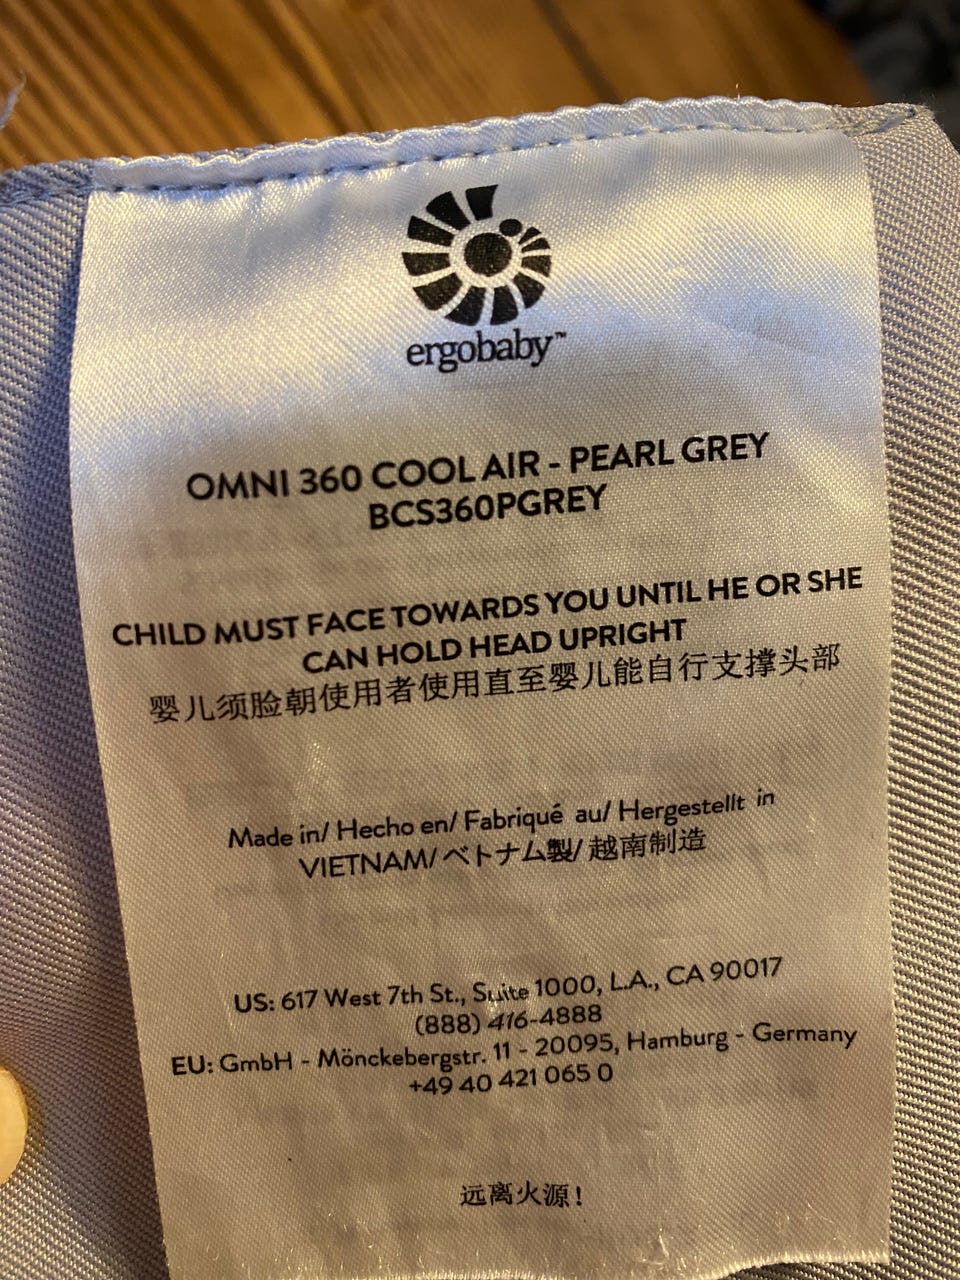 ergobaby™
OMNI 360 COOL AIR - PEARL GREY
BCS360PGREY
CHILD MUST FACE TOWARDS YOU UNTIL HE OR SHE
CAN HOLD HEAD UPRIGHT
婴儿须脸朝使用者使用直至婴儿能自行支撑头部
Made in/ Hecho en/ Fabriqué au/ Hergestellt in
VIETNAM/ベトナム製/ 越南制造
US: 617 West 7th St., Suite 1000, L.A., CA 90017
(888) 416-4888
EU: GmbH - Mönckebergstr. 11 - 20095, Hamburg - Germany
+49 40 421 065 0
远离火源!